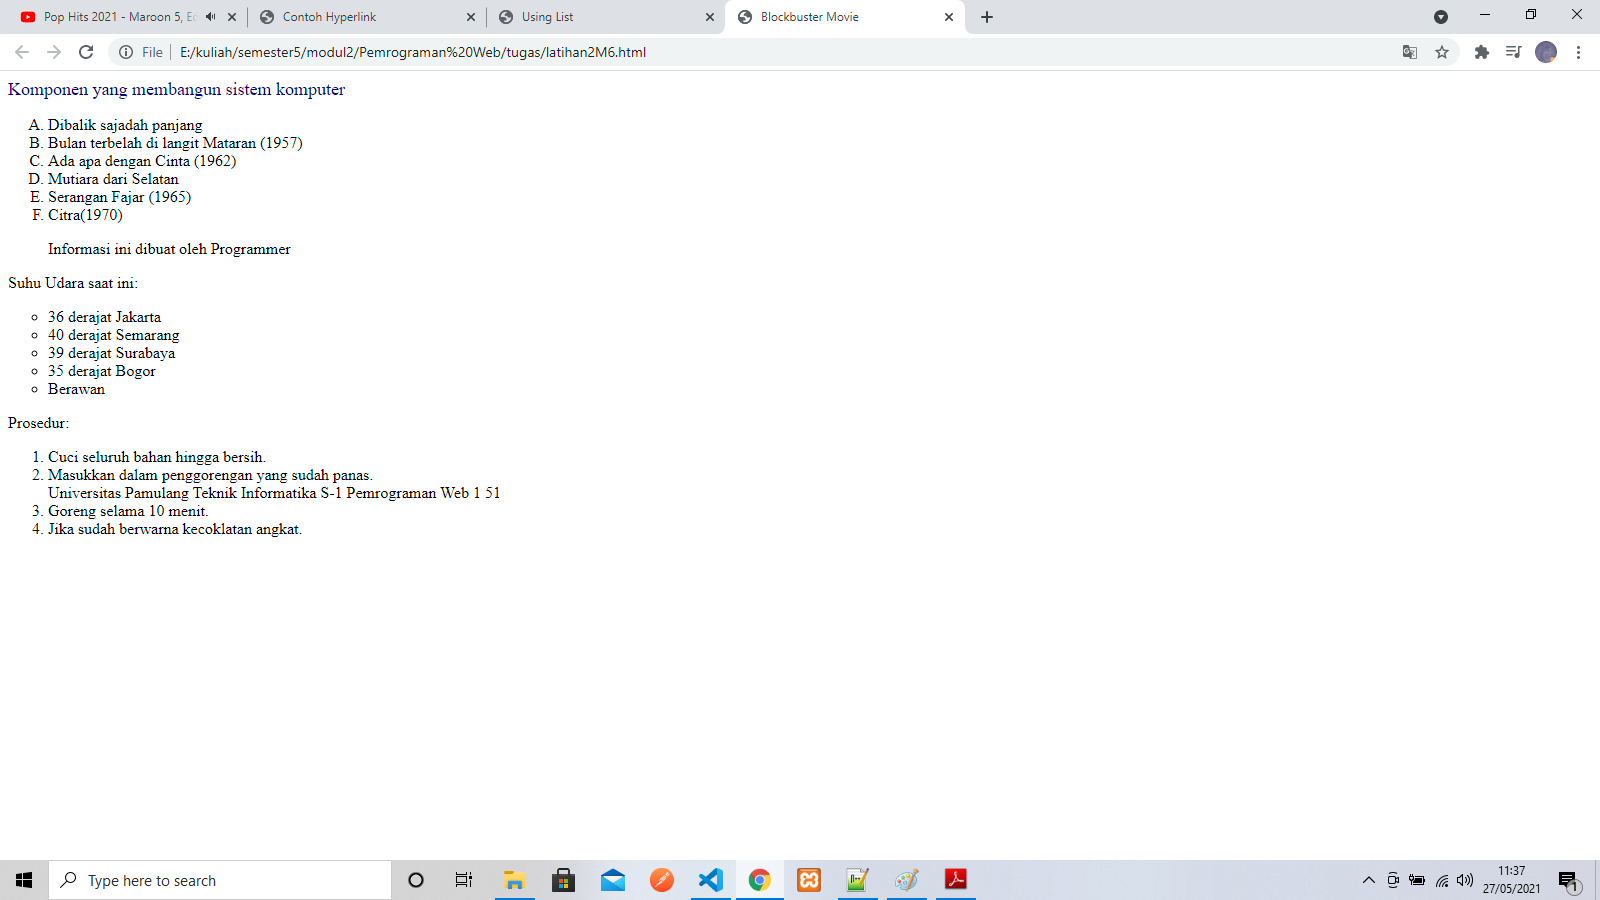 Pop Hits 2021 - Maroon 5, Ec
Contoh Hyperlink
Using List
Blockbuster Movie
File
E:/kuliah/semester5/modul2/Pemrograman%20Web/tugas/latihan2M6.html
Komponen yang membangun sistem komputer
A. Dibalik sajadah panjang
B. Bulan terbelah di langit Mataran (1957)
C. Ada apa dengan Cinta (1962)
D. Mutiara dari Selatan
E. Serangan Fajar (1965)
F. Citra(1970)
Informasi ini dibuat oleh Programmer
Suhu Udara saat ini:
36 derajat Jakarta
40 derajat Semarang
39 derajat Surabaya
35 derajat Bogor
Berawan
Prosedur:
1. Cuci seluruh bahan hingga bersih.
2. Masukkan dalam penggorengan yang sudah panas.
Universitas Pamulang Teknik Informatika S-1 Pemrograman Web 1 51
3. Goreng selama 10 menit.
4. Jika sudah berwarna kecoklatan angkat.
Type here to search
11:37
27/05/2021
1